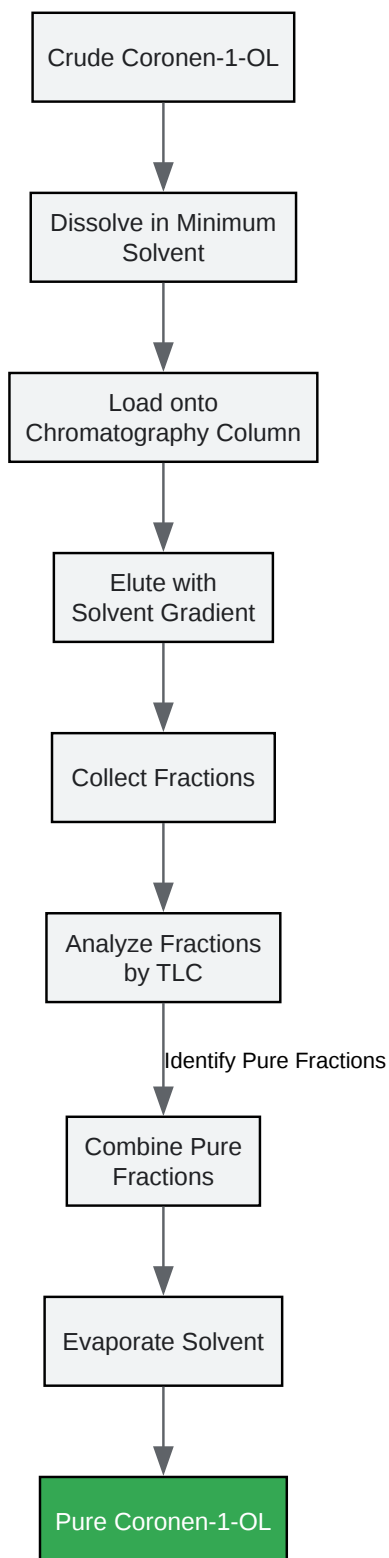 Crude Coronen-1-OL
Dissolve in Minimum
Solvent
Load onto
Chromatography Column
Elute with
Solvent Gradient
Collect Fractions
Analyze Fractions
by TLC
Identify Pure Fractions
Combine Pure
Fractions
Evaporate Solvent
Pure Coronen-1-OL